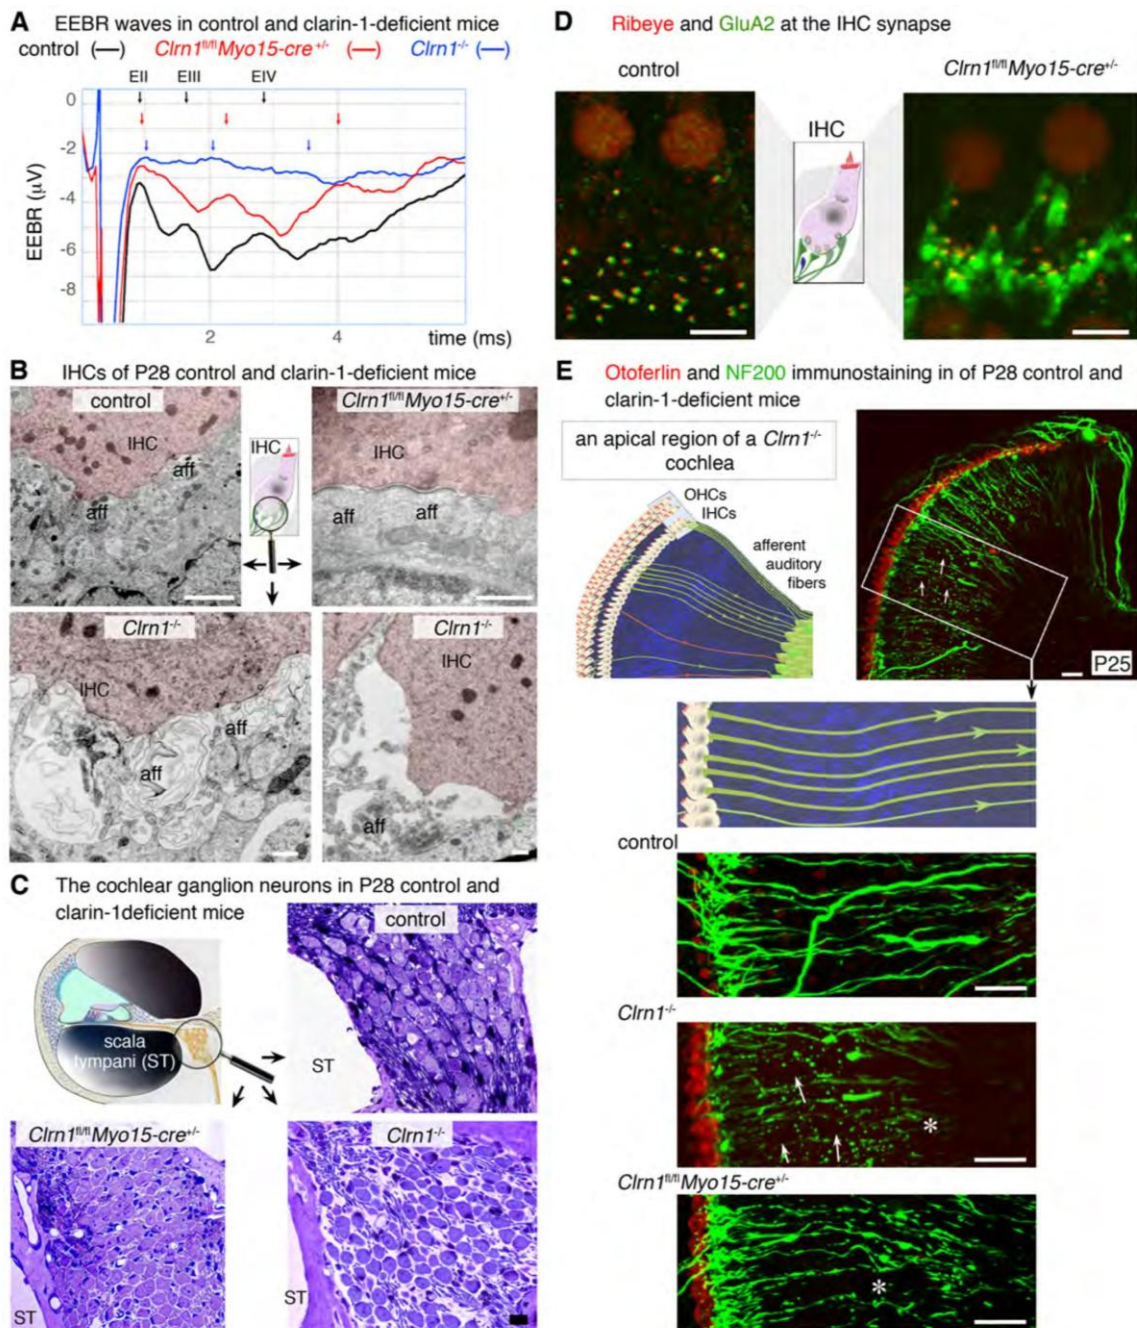 A EEBR waves in control and clarin-1-deficient mice
control (—) Clrn1fl/fl Myo15-cre+/- (—) Clrn1-/- (—)
EII EIII EIV
0
-2
-4
-6
-8
EEBR (μV)
2 4 time (ms)
B IHCs of P28 control and clarin-1-deficient mice
control
IHC
aff
aff
IHC
Clrn1fl/fl Myo15-cre+/-
IHC
aff aff
Clrn1-/-
IHC
aff
aff
Clrn1-/-
IHC
aff
C The cochlear ganglion neurons in P28 control and
clarin-1deficient mice
scala
tympani (ST)
control
ST
Clrn1fl/fl Myo15-cre+/-
ST
Clrn1-/-
ST
D Ribeye and GluA2 at the IHC synapse
control
IHC
Clrn1fl/fl Myo15-cre+/-
E Otoferlin and NF200 immunostaining in of P28 control and
clarin-1-deficient mice
an apical region of a Clrn1-/-
cochlea
OHCs
IHCs
afferent
auditory
fibers
P25
control
Clrn1-/-
*
Clrn1fl/fl Myo15-cre+/-
*